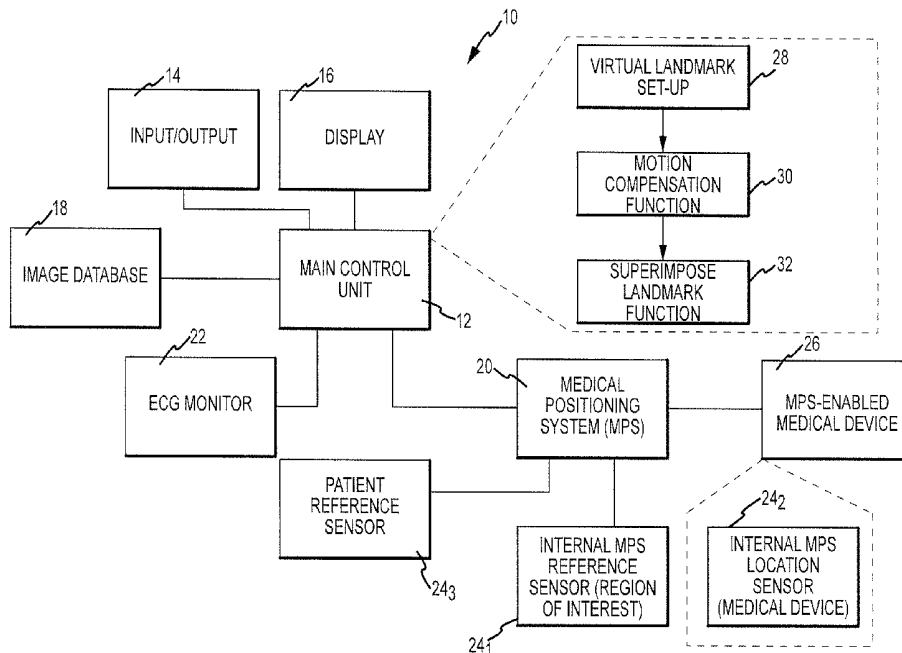 10
14
INPUT/OUTPUT
16
DISPLAY
VIRTUAL LANDMARK
SET-UP
28
MOTION
COMPENSATION
FUNCTION
30
SUPERIMPOSE
LANDMARK
FUNCTION
32
18
IMAGE DATABASE
MAIN CONTROL
UNIT
12
22
ECG MONITOR
20
MEDICAL
POSITIONING
SYSTEM (MPS)
26
MPS-ENABLED
MEDICAL DEVICE
PATIENT
REFERENCE
SENSOR
24₃
INTERNAL MPS
REFERENCE
SENSOR (REGION
OF INTEREST)
24₁
24₂
INTERNAL MPS
LOCATION
SENSOR
(MEDICAL DEVICE)